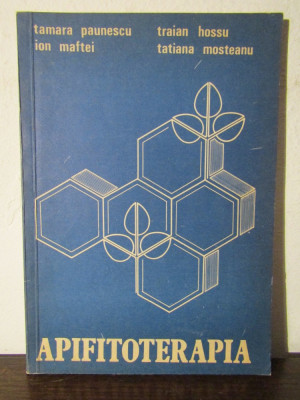 tamara paunescu traian hossu
ion maftei tatiana mosteanu
APIFITOTERAPIA